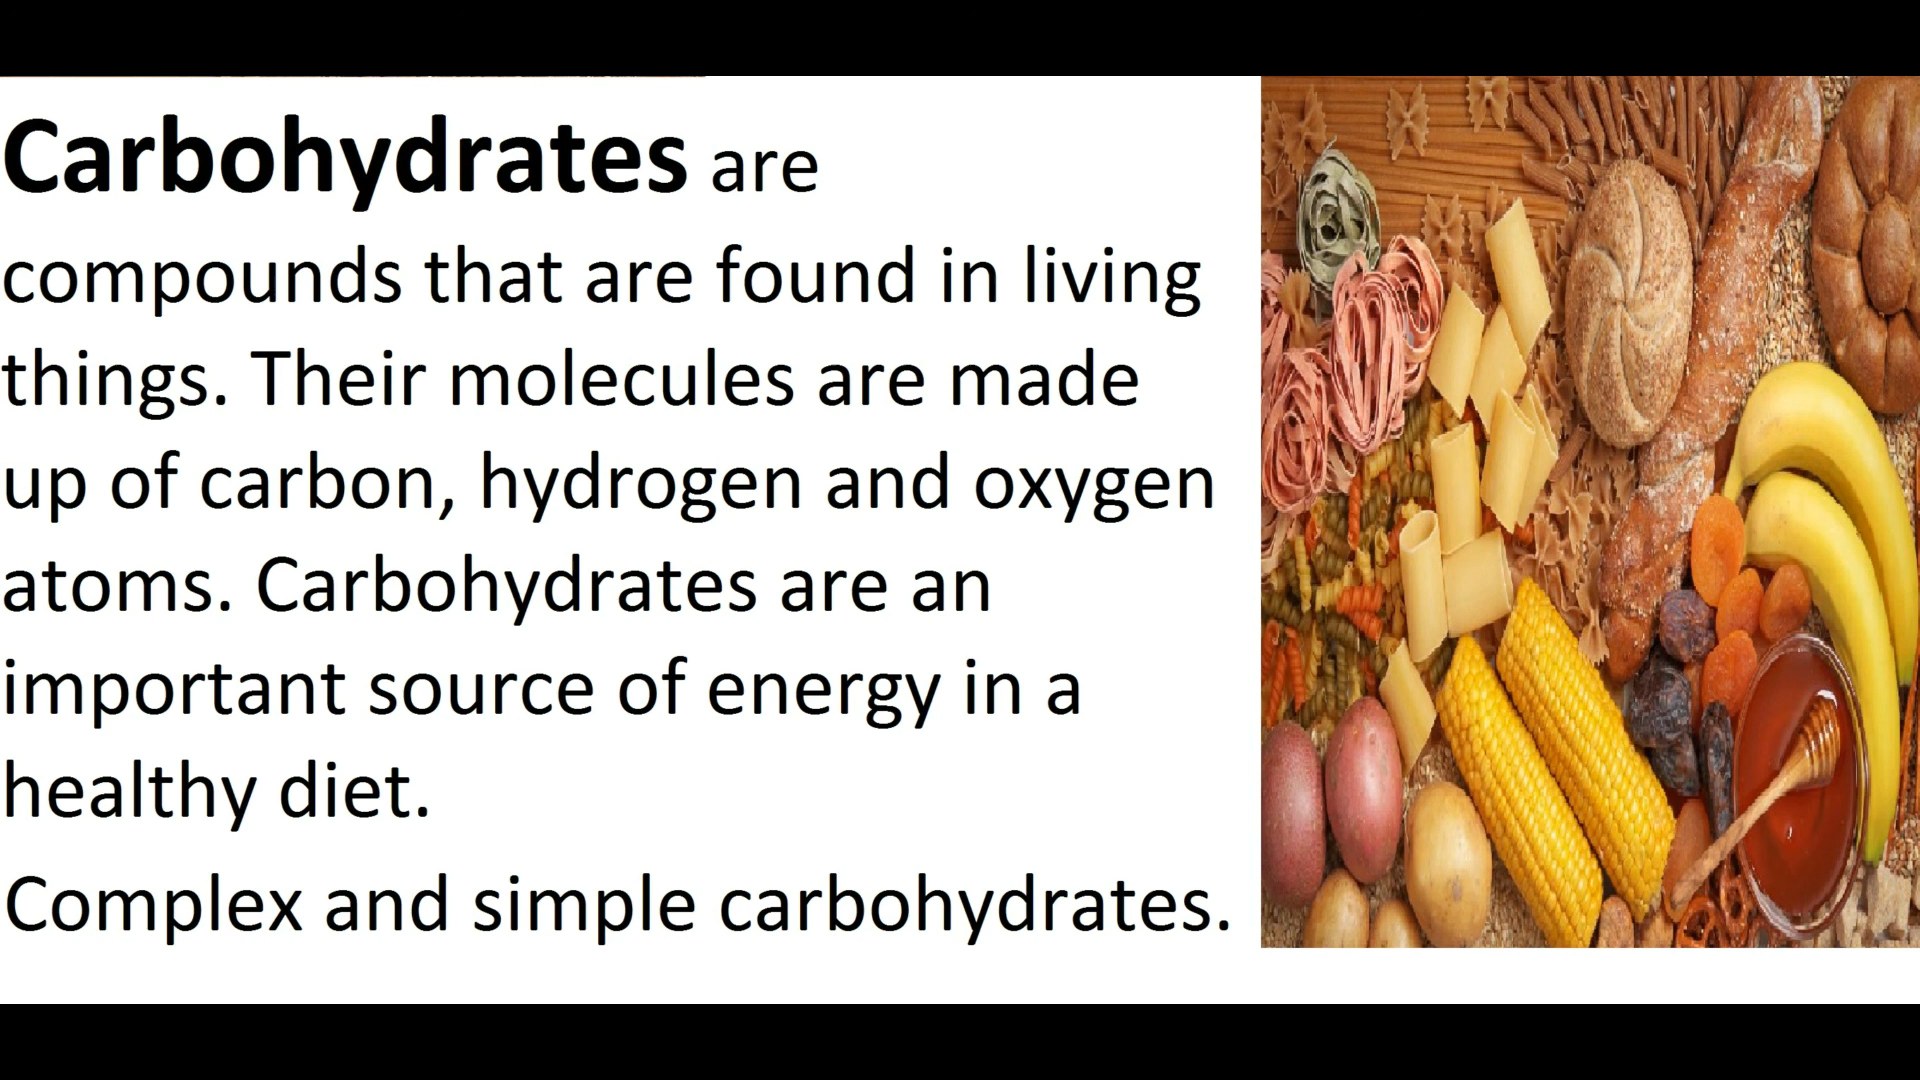 Carbohydrates are
compounds that are found in living
things. Their molecules are made
up of carbon, hydrogen and oxygen
atoms. Carbohydrates are an
important source of energy in a
healthy diet.
Complex and simple carbohydrates.